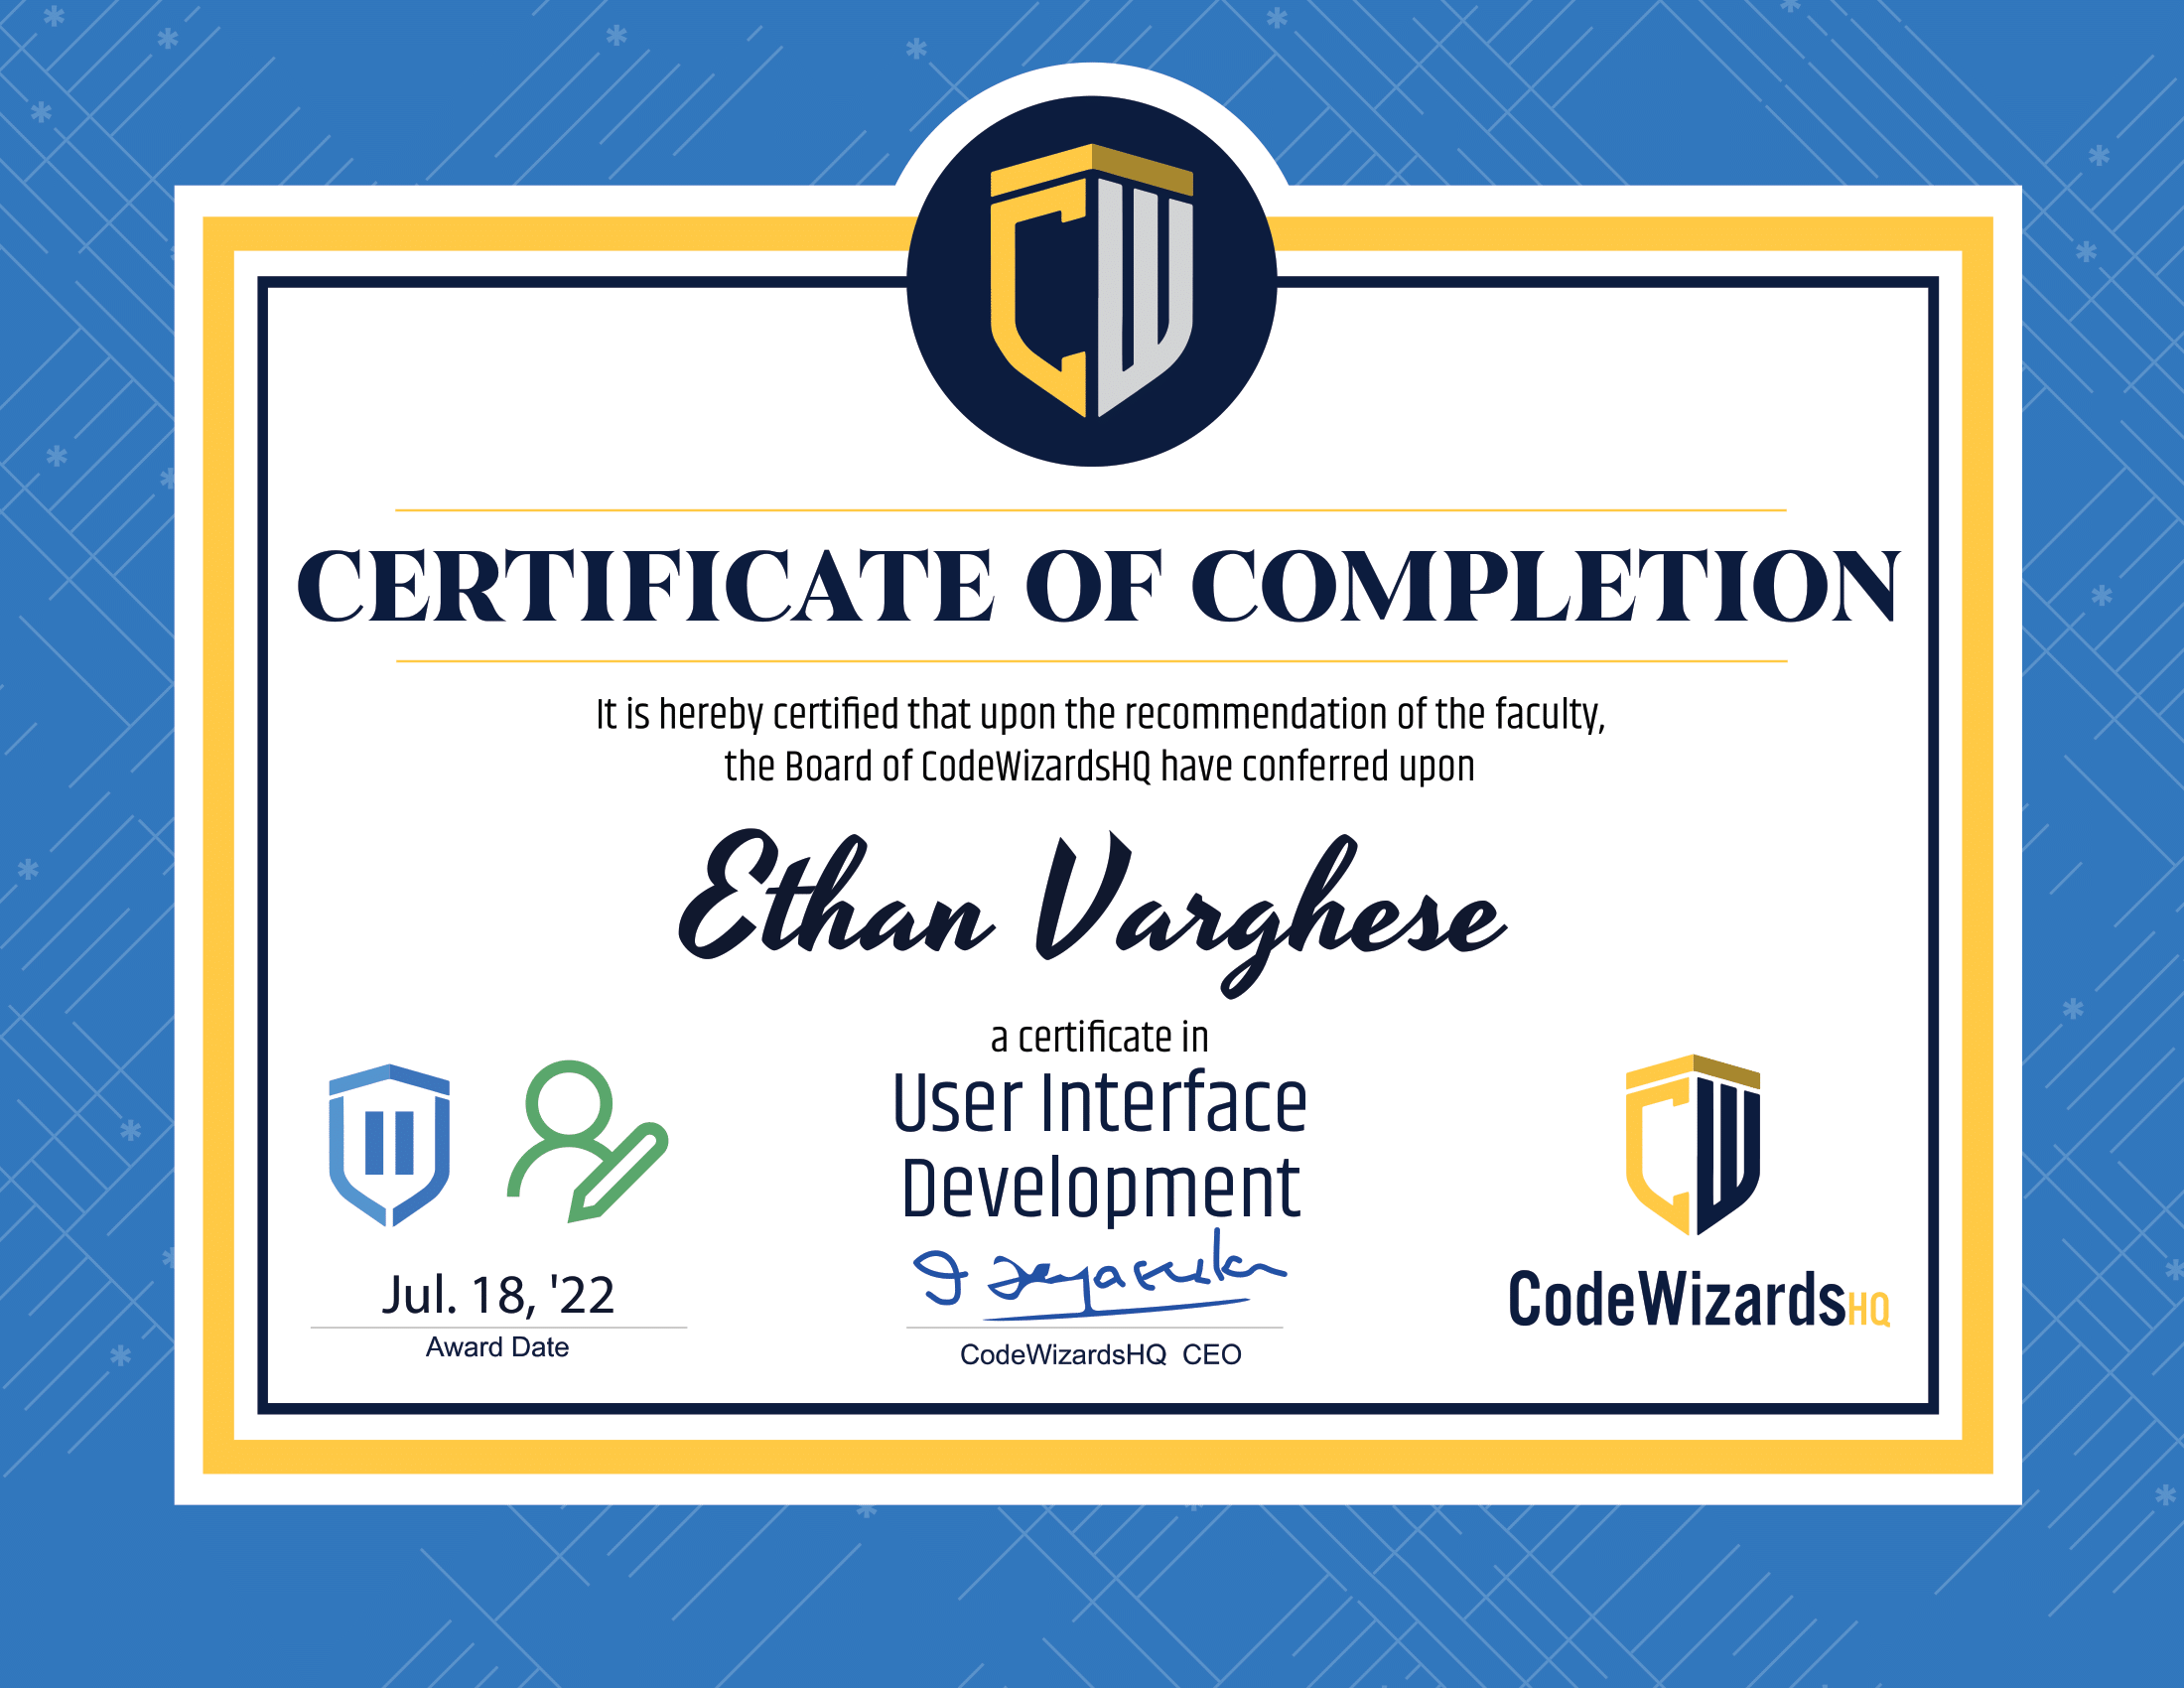 CW
CERTIFICATE OF COMPLETION
It is hereby certified that upon the recommendation of the faculty,
the Board of CodeWizardsHQ have conferred upon
Ethan Varghese
a certificate in
User Interface
Development
II
CW
Jul. 18, '22
Award Date
CodeWizardsHQ CEO
CodeWizardsHQ